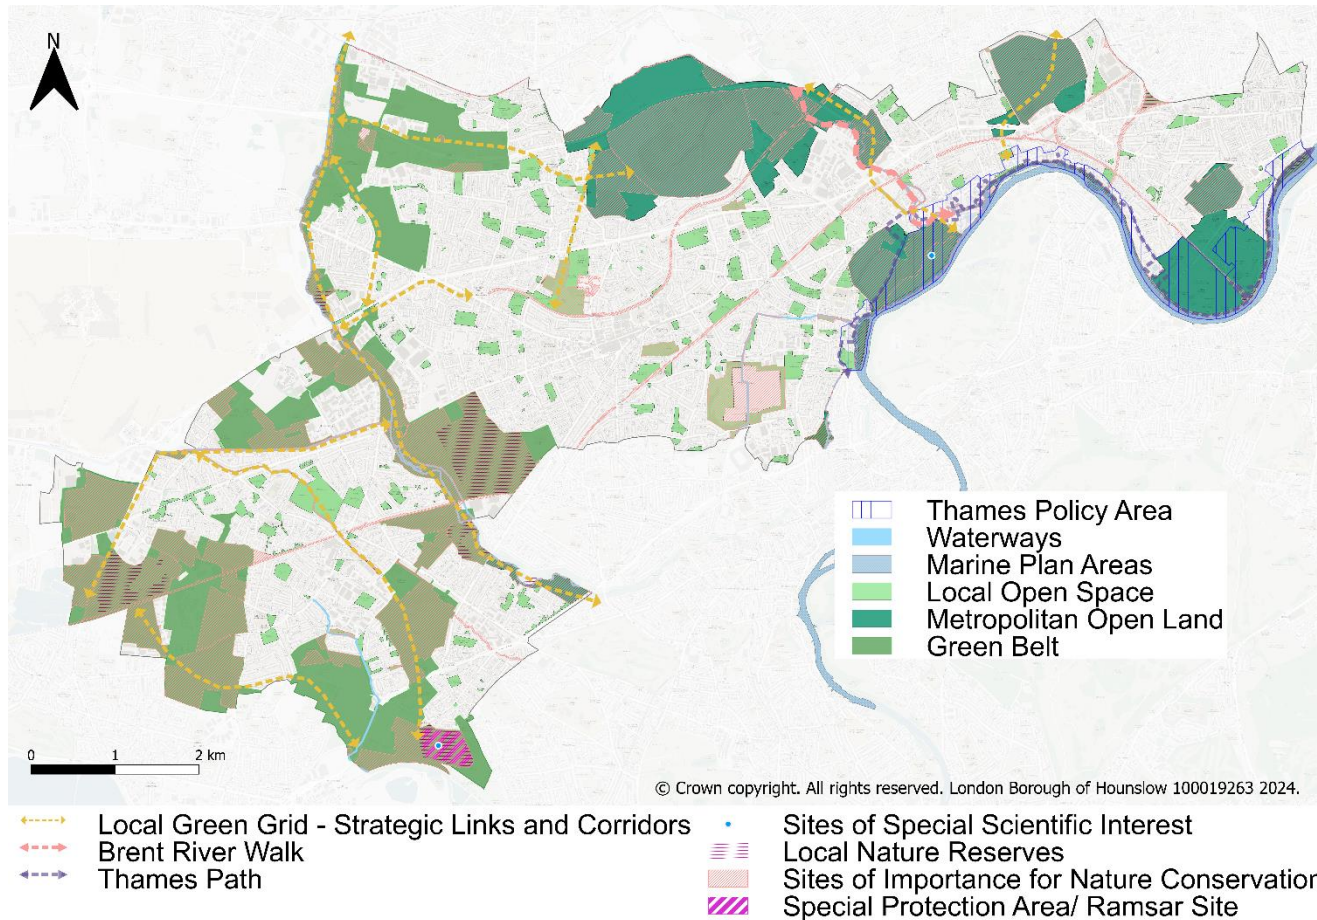 N
Thames Policy Area
Waterways
Marine Plan Areas
Local Open Space
Metropolitan Open Land
Green Belt
0 1 2 km
© Crown copyright. All rights reserved. London Borough of Hounslow 100019263 2024.
Local Green Grid - Strategic Links and Corridors
Brent River Walk
Thames Path
Sites of Special Scientific Interest
Local Nature Reserves
Sites of Importance for Nature Conservation
Special Protection Area/ Ramsar Site